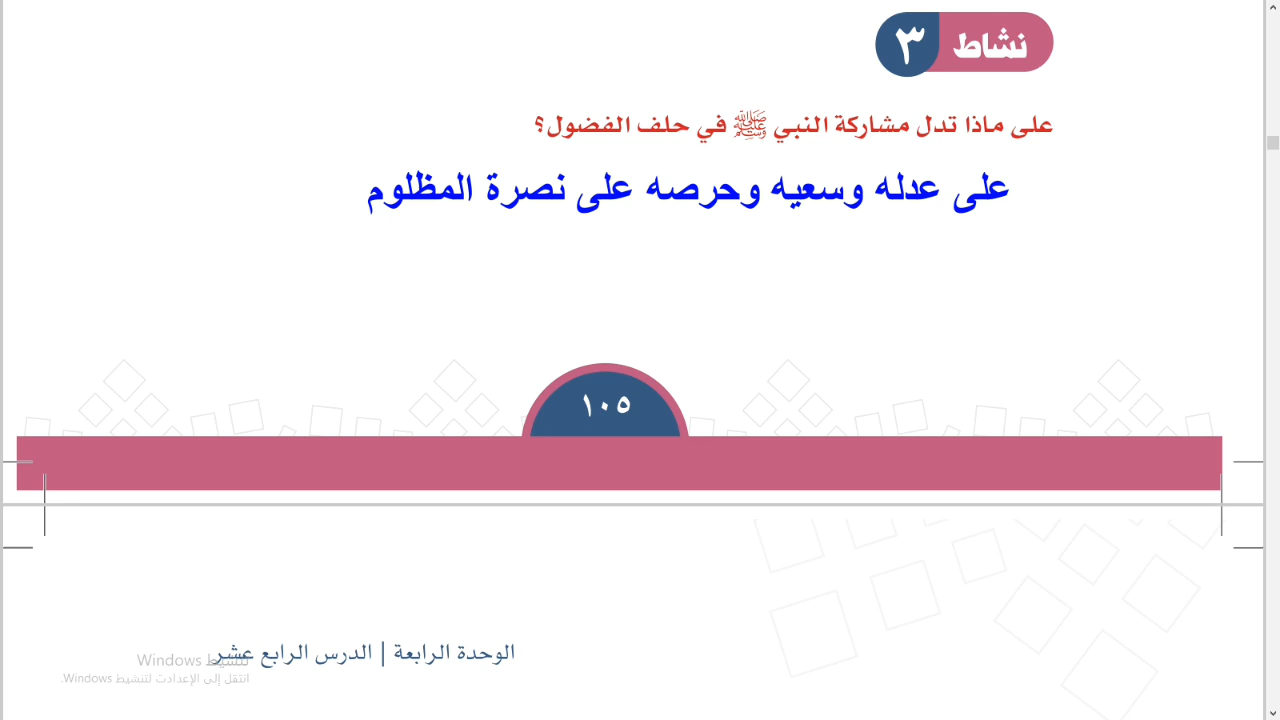 نشاط ٣
على ماذا تدل مشاركة النبي ﷺ في حلف الفضول؟
على عدله وسعيه وحرصه على نصرة المظلوم
١٠٥
الوحدة الرابعة | الدرس الرابع عشر
تنشيط Windows
انتقل إلى الإعدادت لتنشيط Windows.